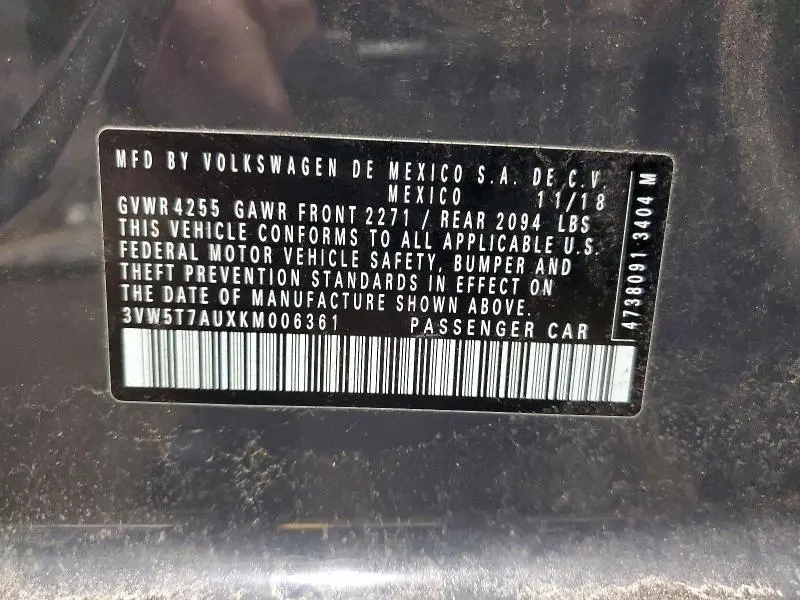 MFD BY VOLKSWAGEN DE MEXICO S.A. DE C.V.
MEXICO 11/18
GVWR 4255 GAWR FRONT 2271 / REAR 2094 LBS
THIS VEHICLE CONFORMS TO ALL APPLICABLE U.S.
FEDERAL MOTOR VEHICLE SAFETY, BUMPER AND
THEFT PREVENTION STANDARDS IN EFFECT ON
THE DATE OF MANUFACTURE SHOWN ABOVE.
3VW5T7AUXKM006361 PASSENGER CAR
4738091 3404 M